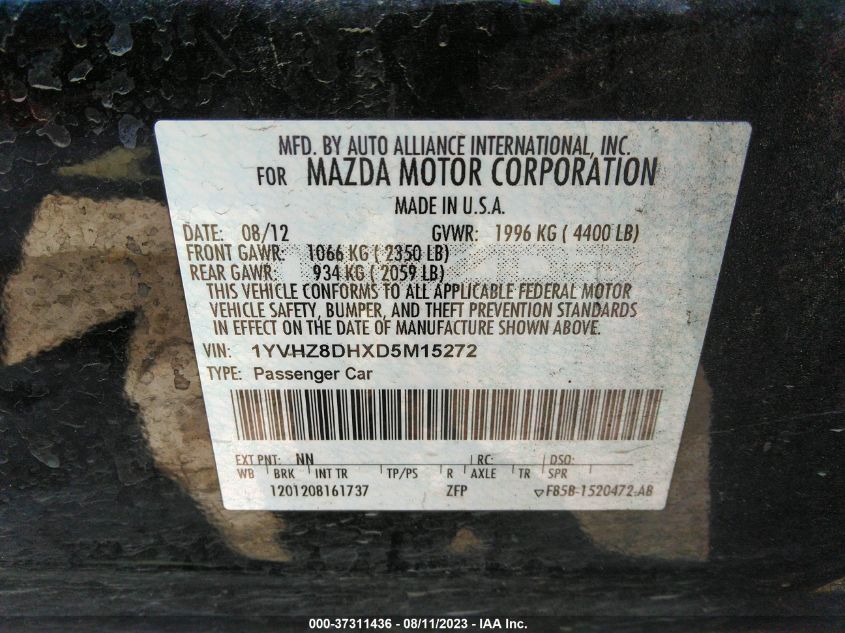 MFD. BY AUTO ALLIANCE INTERNATIONAL, INC.
FOR MAZDA MOTOR CORPORATION
MADE IN U.S.A.
DATE: 08/12 GVWR: 1996 KG ( 4400 LB)
FRONT GAWR: 1066 KG ( 2350 LB)
REAR GAWR: 934 KG ( 2059 LB)
THIS VEHICLE CONFORMS TO ALL APPLICABLE FEDERAL MOTOR
VEHICLE SAFETY, BUMPER, AND THEFT PREVENTION STANDARDS
IN EFFECT ON THE DATE OF MANUFACTURE SHOWN ABOVE.
VIN: 1YVHZ8DHXD5M15272
TYPE: Passenger Car
EXT PNT: NN RC: DSO:
WB BRK INT TR TP/PS R AXLE TR SPR
1201208161737 ZFP FB5B-1520472-AB
000-37311436 - 08/11/2023 - IAA Inc.